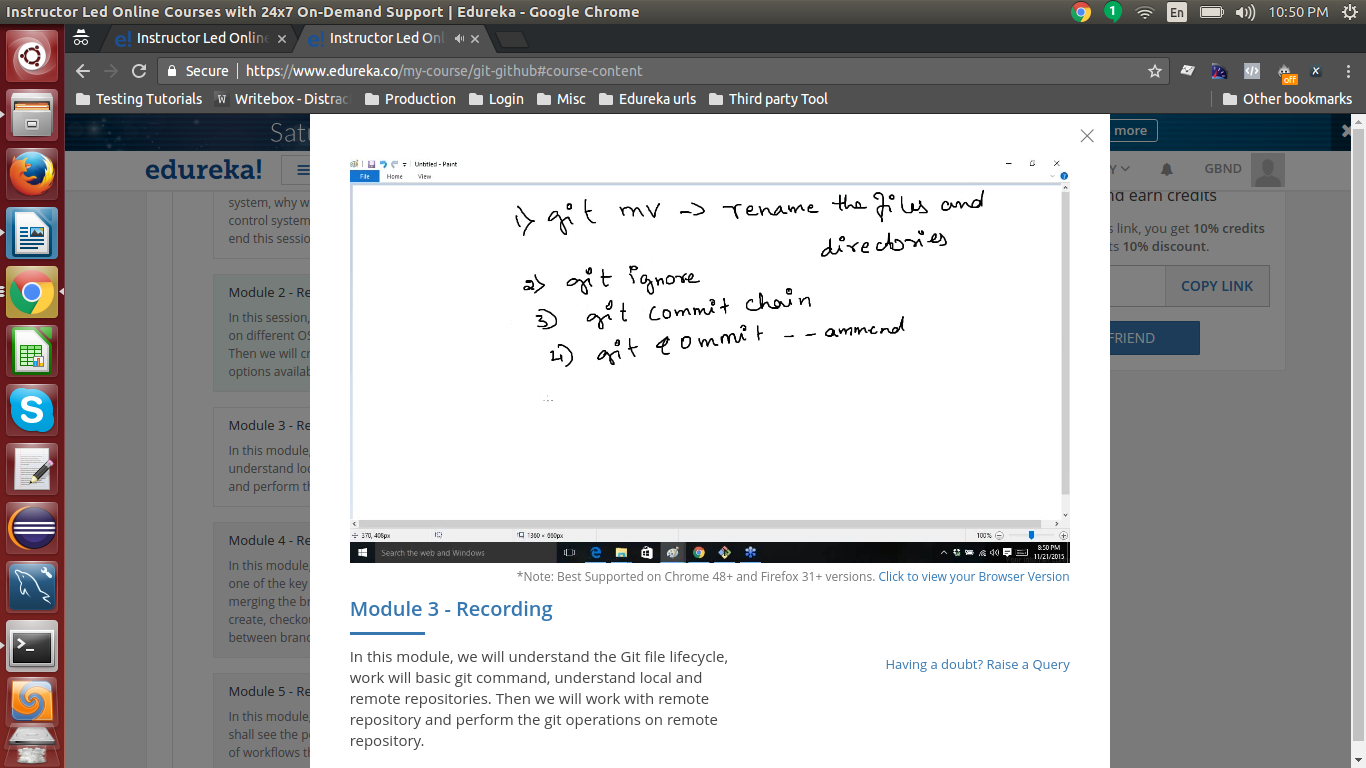 Instructor Led Online Courses with 24x7 On-Demand Support | Edureka - Google Chrome
1
En
10:50 PM
e! Instructor Led Online
e! Instructor Led Onl
Secure | https://www.edureka.co/my-course/git-github#course-content
off
Testing Tutorials W Writebox - Distrac Production Login Misc Edureka urls Third party Tool Other bookmarks
more
edureka!
GBND
system, why w
control system
end this sessio
Module 2 - Re
In this session,
on different OS
Then we will cr
options availab
Module 3 - Re
In this module,
understand loc
and perform th
Module 4 - Re
In this module,
one of the key
merging the br
create, checko
between branc
Module 5 - Re
In this module,
shall see the po
of workflows th
nd earn credits
s link, you get 10% credits
ts 10% discount.
COPY LINK
FRIEND
Untitled - Paint
File Home View
1) git mv -> rename the files and
directories
2) git ignore
3) git commit chain
4) git commit -- ammend
370, 408px
1360 × 660px
100%
Search the web and Windows
8:50 PM
11/21/2015
*Note: Best Supported on Chrome 48+ and Firefox 31+ versions. Click to view your Browser Version
Module 3 - Recording
In this module, we will understand the Git file lifecycle,
work will basic git command, understand local and
remote repositories. Then we will work with remote
repository and perform the git operations on remote
repository.
Having a doubt? Raise a Query